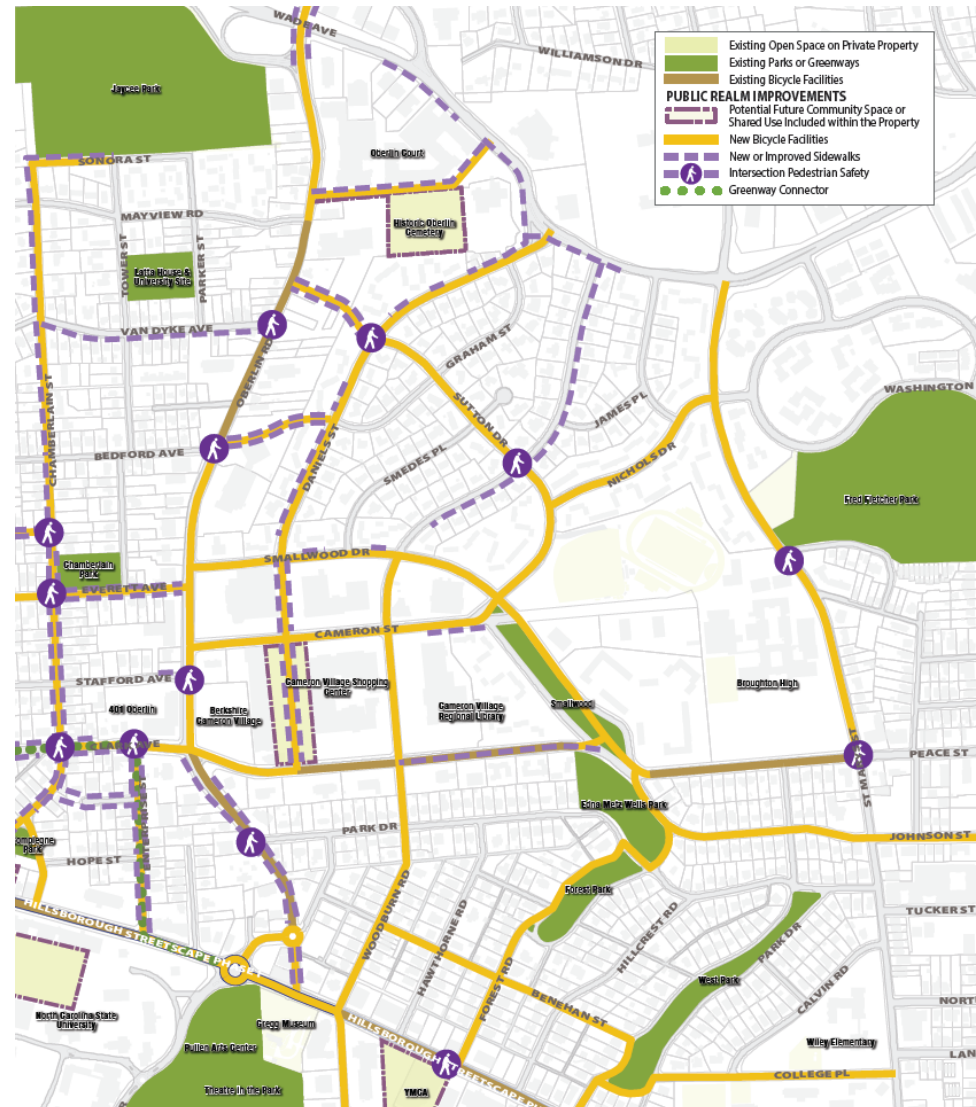 WADE AVE
WILLIAMSON DR
Existing Open Space on Private Property
Existing Parks or Greenways
Existing Bicycle Facilities
PUBLIC REALM IMPROVEMENTS
Potential Future Community Space or
Shared Use Included within the Property
New Bicycle Facilities
New or Improved Sidewalks
Intersection Pedestrian Safety
Greenway Connector
Jaycee Park
SONORA ST
Oberlin Court
MAYVIEW RD
Historic Oberlin
Cemetery
TOWER ST
PARKER ST
Latta House &
University Site
VAN DYKE AVE
OBERLIN RD
GRAHAM ST
CHAMBERLAIN ST
WASHINGTON
SUTTON DR
JAMES PL
BEDFORD AVE
DANIELS ST
SMEDES PL
NICHOLS DR
Fred Fletcher Park
SMALLWOOD DR
Chamberlain
Park
EVERETT AVE
CAMERON ST
STAFFORD AVE
Cameron Village Shopping
Center
Broughton High
401 Oberlin
Berkshire
Cameron Village
Cameron Village
Regional Library
Smallwood
PEACE ST
ST MARY
Edna Metz Wells Park
ENTERPRISE ST
PARK DR
JOHNSON ST
HOPE ST
Forest Park
HILLSBOROUGH STREETSCAPE PHASE I
WOODBURN RD
HAWTHORNE RD
FOREST RD
HILLCREST RD
PARK DR
TUCKER ST
West Park
BENEHAN ST
CALVIN RD
NORT
North Carolina State
University
Gregg Museum
Pullen Arts Center
HILLSBOROUGH STREETSCAPE PH
Wiley Elementary
LAN
COLLEGE PL
Theatre in the Park
YMCA